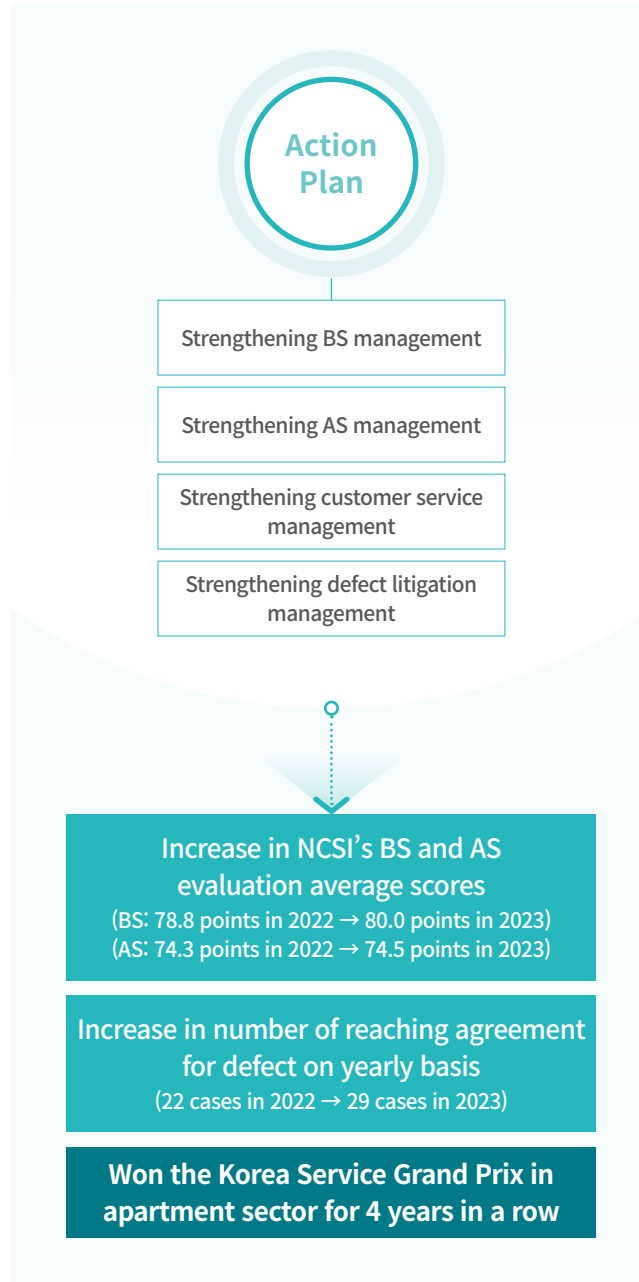 Action
Plan
Strengthening BS management
Strengthening AS management
Strengthening customer service
management
Strengthening defect litigation
management
Increase in NCSI’s BS and AS
evaluation average scores
(BS: 78.8 points in 2022 → 80.0 points in 2023)
(AS: 74.3 points in 2022 → 74.5 points in 2023)
Increase in number of reaching agreement
for defect on yearly basis
(22 cases in 2022 → 29 cases in 2023)
Won the Korea Service Grand Prix in
apartment sector for 4 years in a row